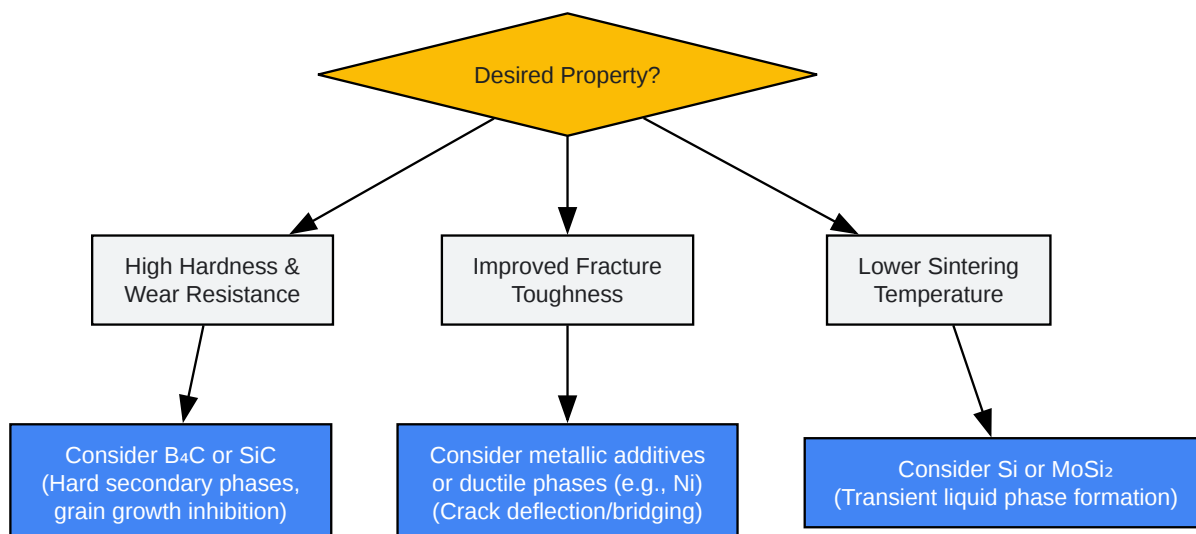 Desired Property?
High Hardness &
Wear Resistance
Improved Fracture
Toughness
Lower Sintering
Temperature
Consider B₄C or SiC
(Hard secondary phases,
grain growth inhibition)
Consider metallic additives
or ductile phases (e.g., Ni)
(Crack deflection/bridging)
Consider Si or MoSi₂
(Transient liquid phase formation)